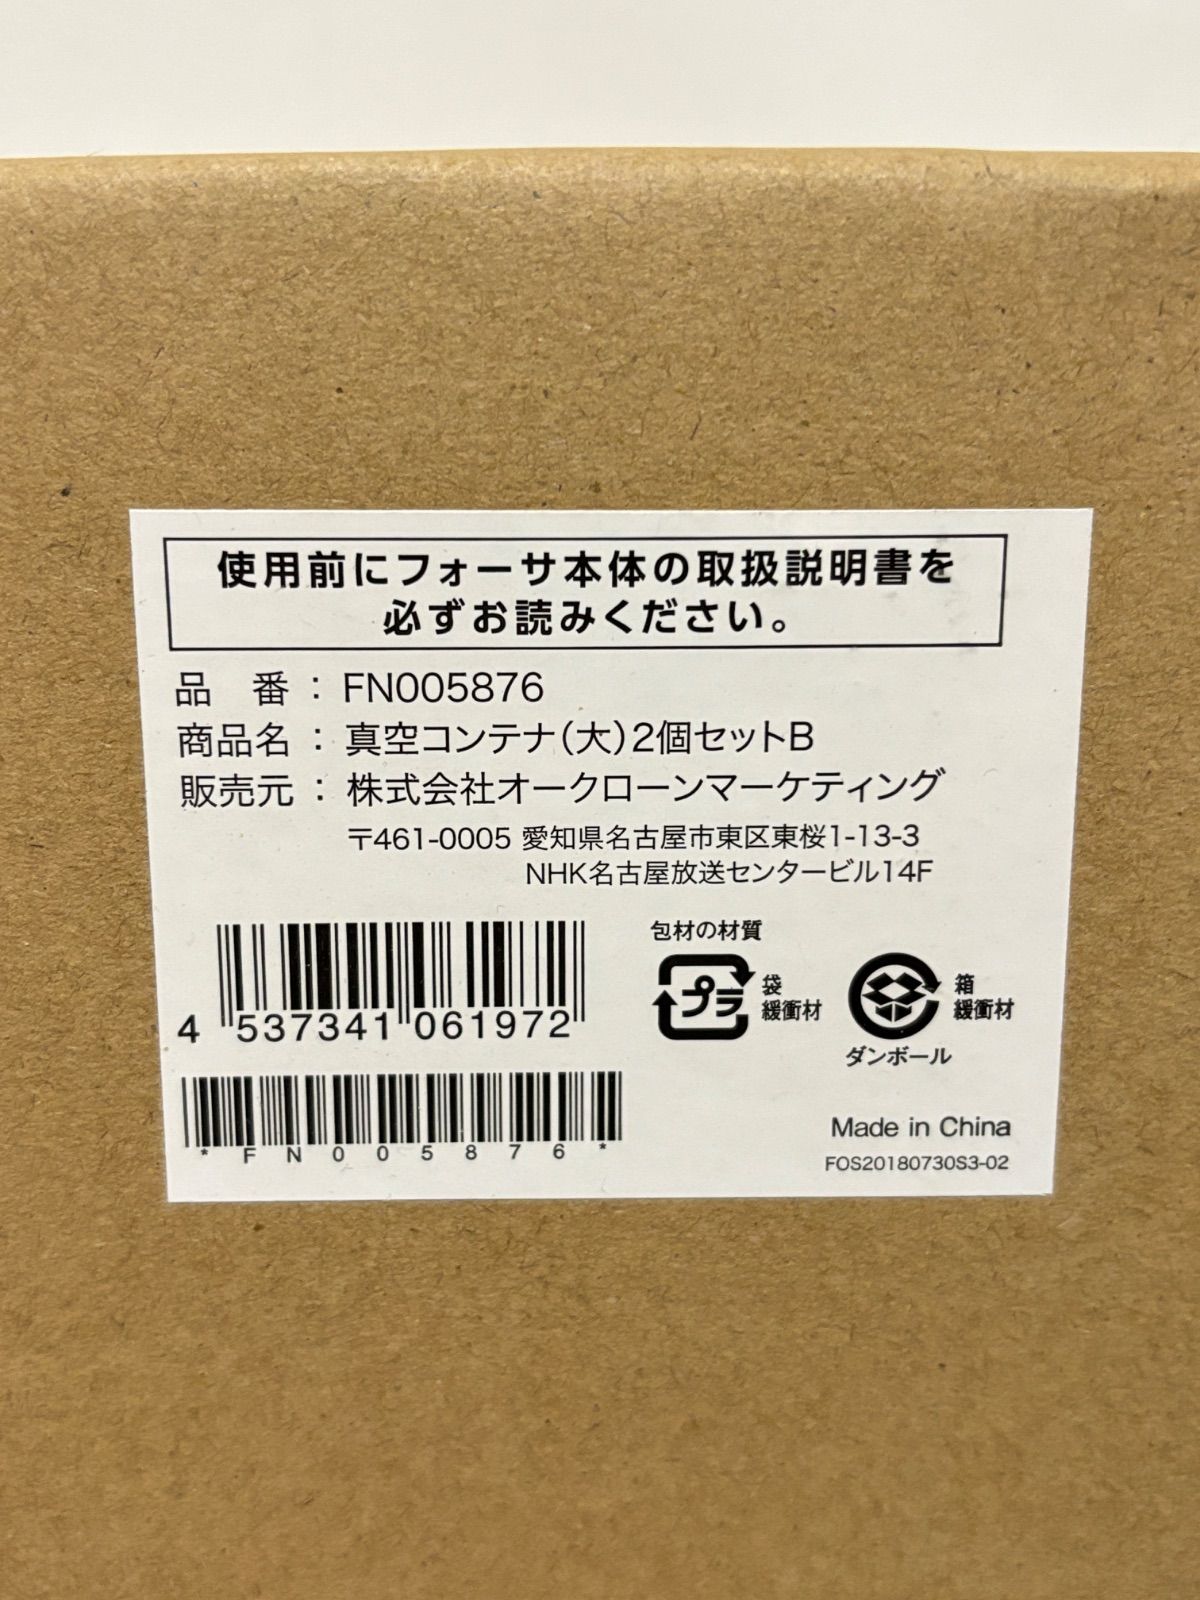 使用前にフォーサ本体の取扱説明書を
必ずお読みください。
品　番 ： FN005876
商品名 ： 真空コンテナ(大)2個セットB
販売元 ： 株式会社オークローンマーケティング
〒461-0005 愛知県名古屋市東区東桜1-13-3
NHK名古屋放送センタービル14F
4 537341 061972
*FN005876*
包材の材質
プラ 袋
緩衝材
箱
緩衝材
ダンボール
Made in China
FOS20180730S3-02